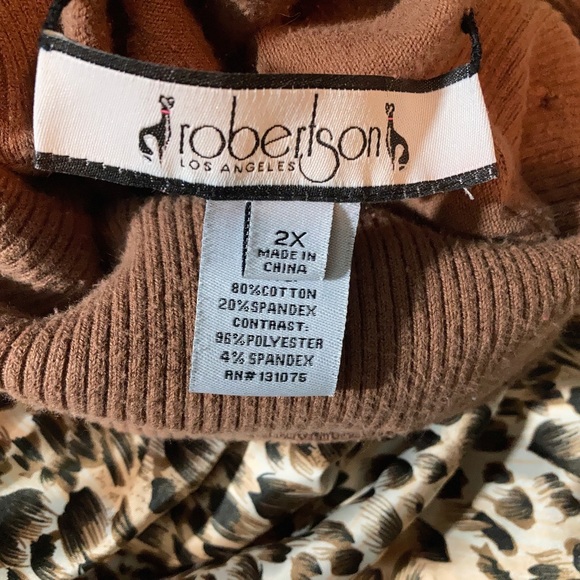 robertson
LOS ANGELES
2X
MADE IN
CHINA
80%COTTON
20%SPANDEX
CONTRAST:
96%POLYESTER
4% SPANDEX
RN#131075